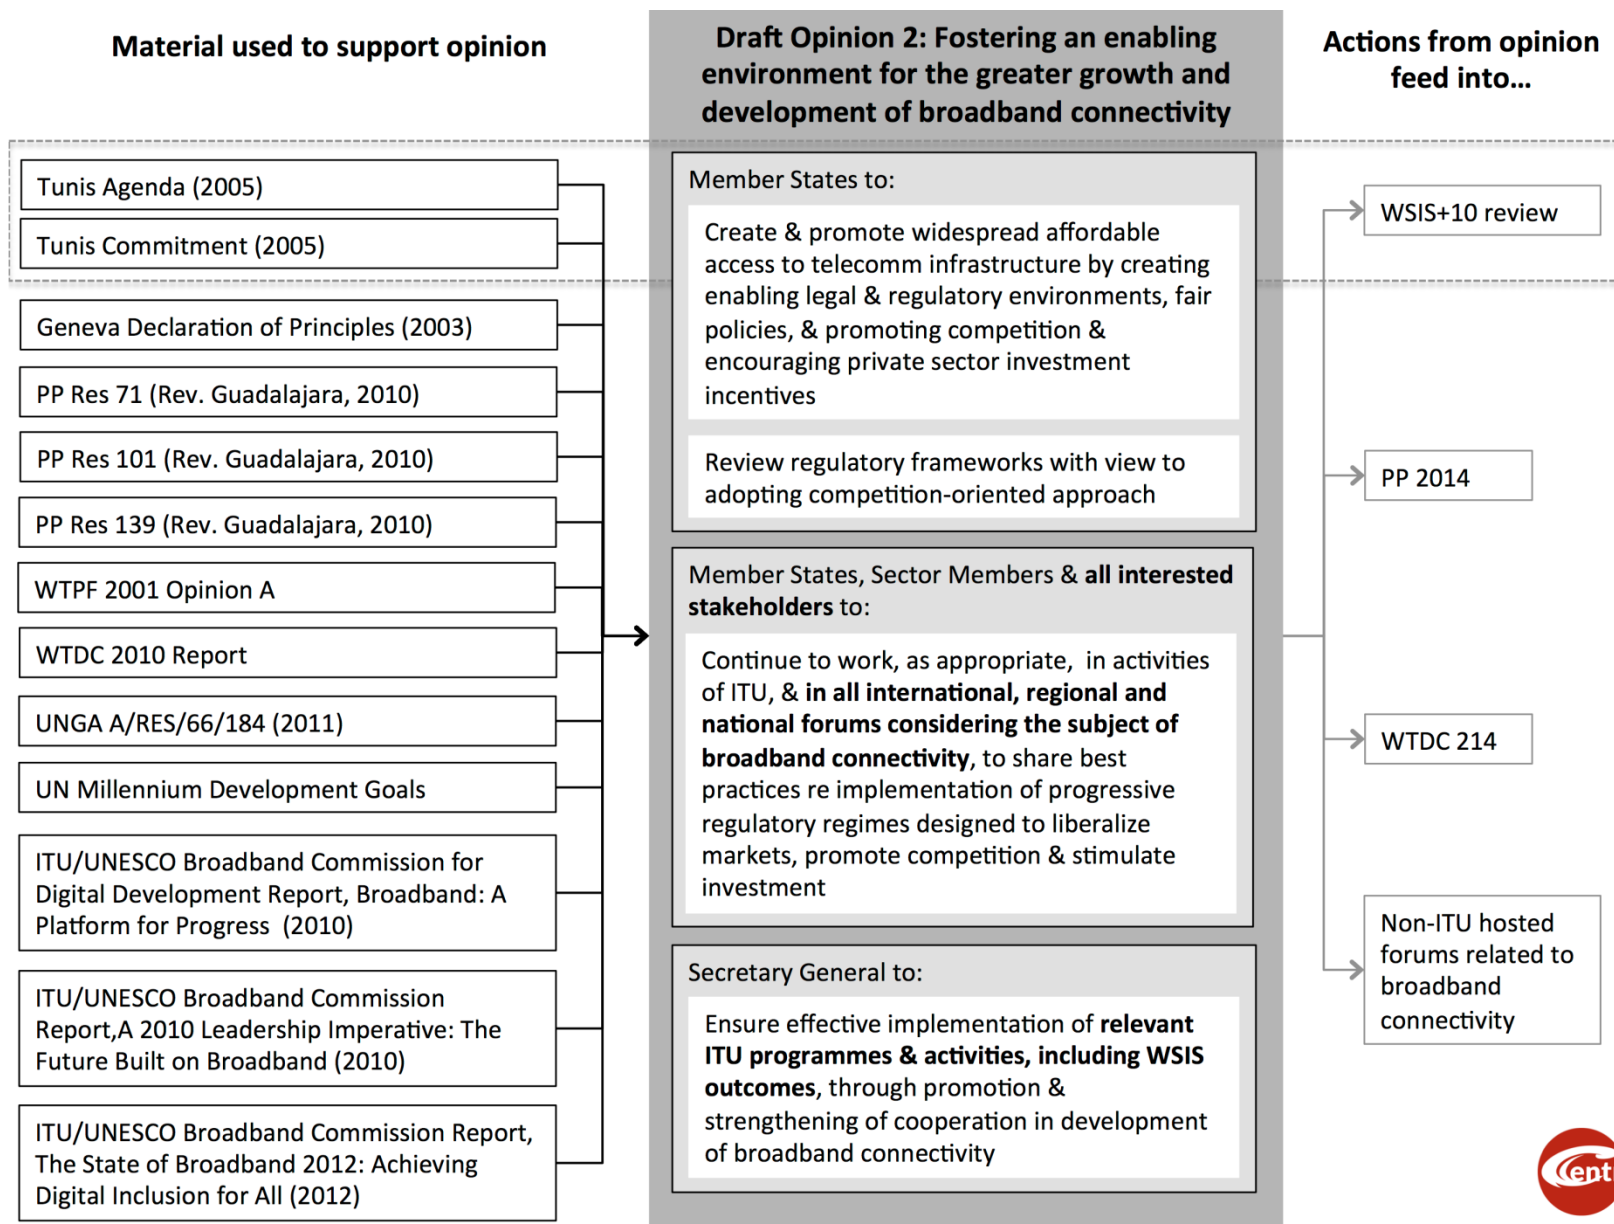 Material used to support opinion
Draft Opinion 2: Fostering an enabling
environment for the greater growth and
development of broadband connectivity
Actions from opinion
feed into...
Tunis Agenda (2005)
Tunis Commitment (2005)
Geneva Declaration of Principles (2003)
PP Res 71 (Rev. Guadalajara, 2010)
PP Res 101 (Rev. Guadalajara, 2010)
PP Res 139 (Rev. Guadalajara, 2010)
WTPF 2001 Opinion A
WTDC 2010 Report
UNGA A/RES/66/184 (2011)
UN Millennium Development Goals
ITU/UNESCO Broadband Commission for
Digital Development Report, Broadband: A
Platform for Progress (2010)
ITU/UNESCO Broadband Commission
Report,A 2010 Leadership Imperative: The
Future Built on Broadband (2010)
ITU/UNESCO Broadband Commission Report,
The State of Broadband 2012: Achieving
Digital Inclusion for All (2012)
Member States to:
Create & promote widespread affordable
access to telecomm infrastructure by creating
enabling legal & regulatory environments, fair
policies, & promoting competition &
encouraging private sector investment
incentives
Review regulatory frameworks with view to
adopting competition-oriented approach
Member States, Sector Members & all interested
stakeholders to:
Continue to work, as appropriate, in activities
of ITU, & in all international, regional and
national forums considering the subject of
broadband connectivity, to share best
practices re implementation of progressive
regulatory regimes designed to liberalize
markets, promote competition & stimulate
investment
Secretary General to:
Ensure effective implementation of relevant
ITU programmes & activities, including WSIS
outcomes, through promotion &
strengthening of cooperation in development
of broadband connectivity
WSIS+10 review
PP 2014
WTDC 214
Non-ITU hosted
forums related to
broadband
connectivity